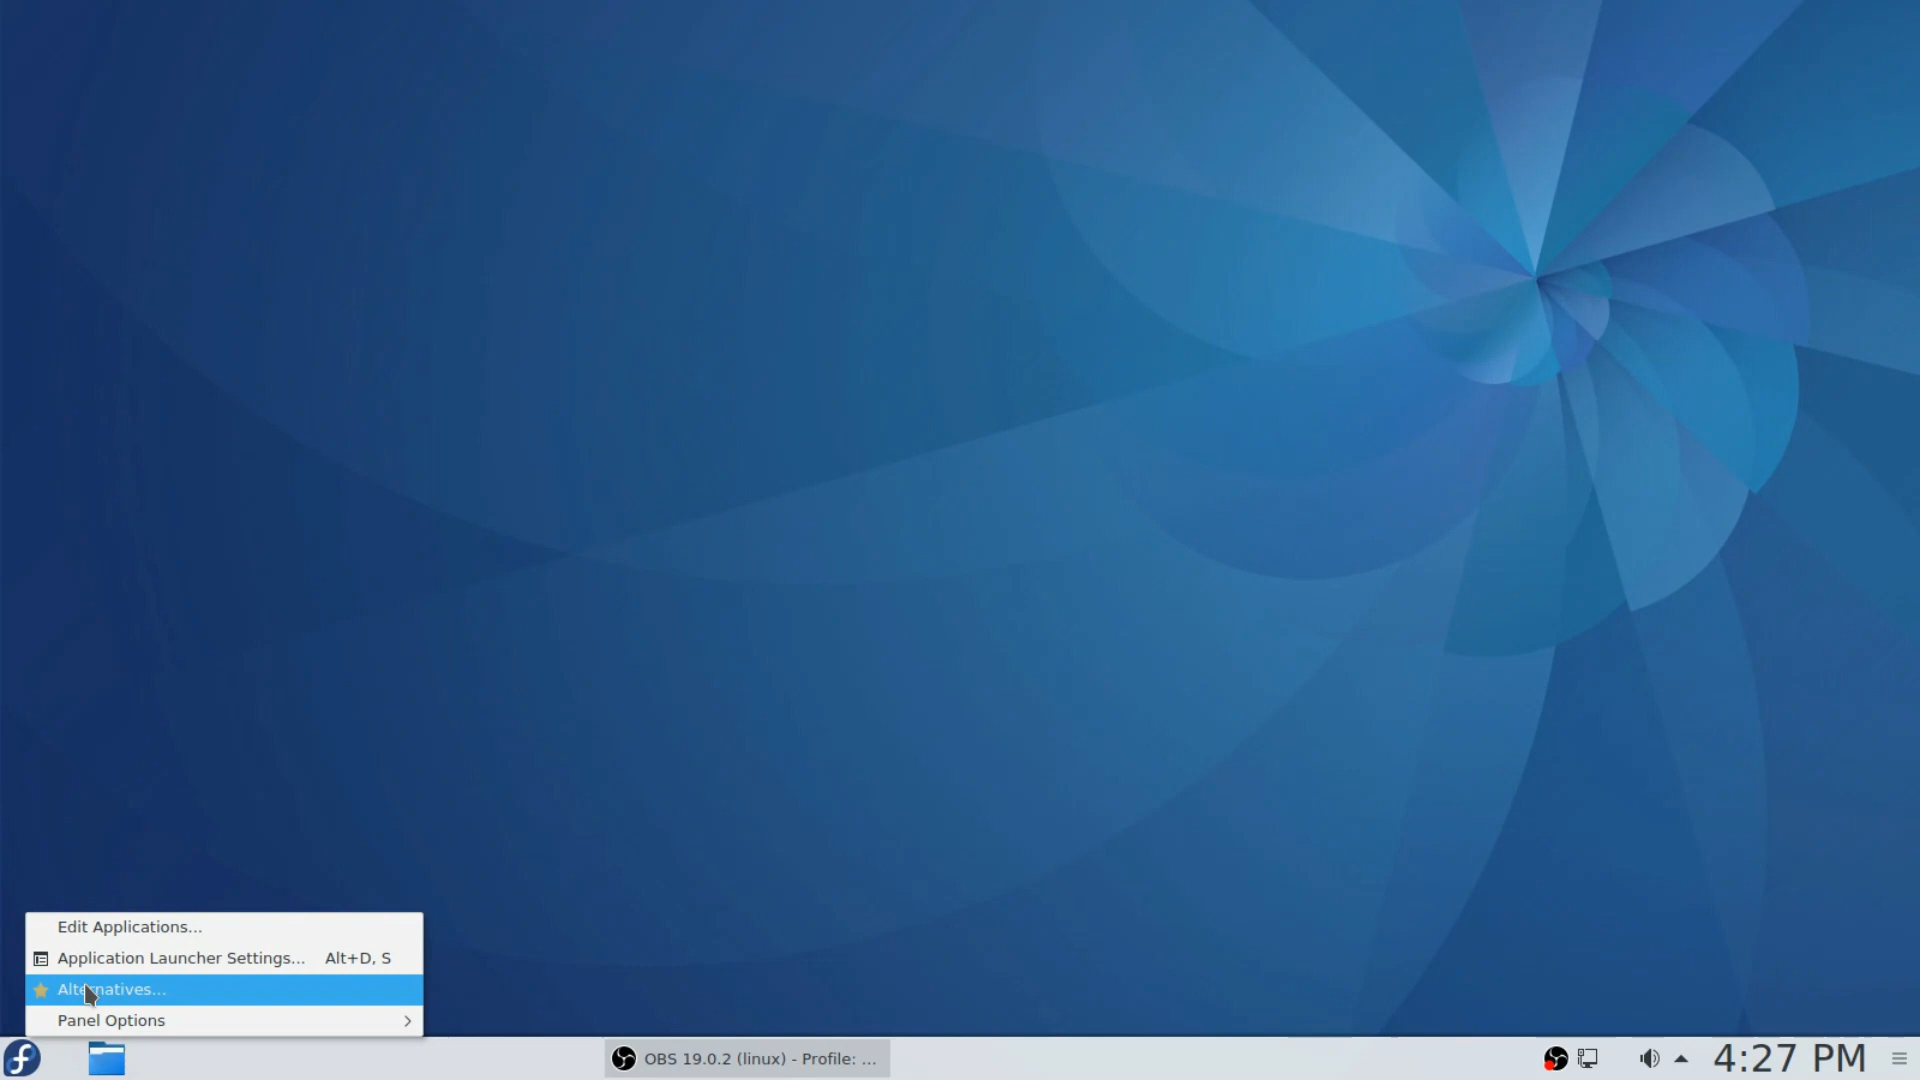 Edit Applications...
Application Launcher Settings... Alt+D, S
Alternatives...
Panel Options
OBS 19.0.2 (linux) - Profile: ...
4:27 PM